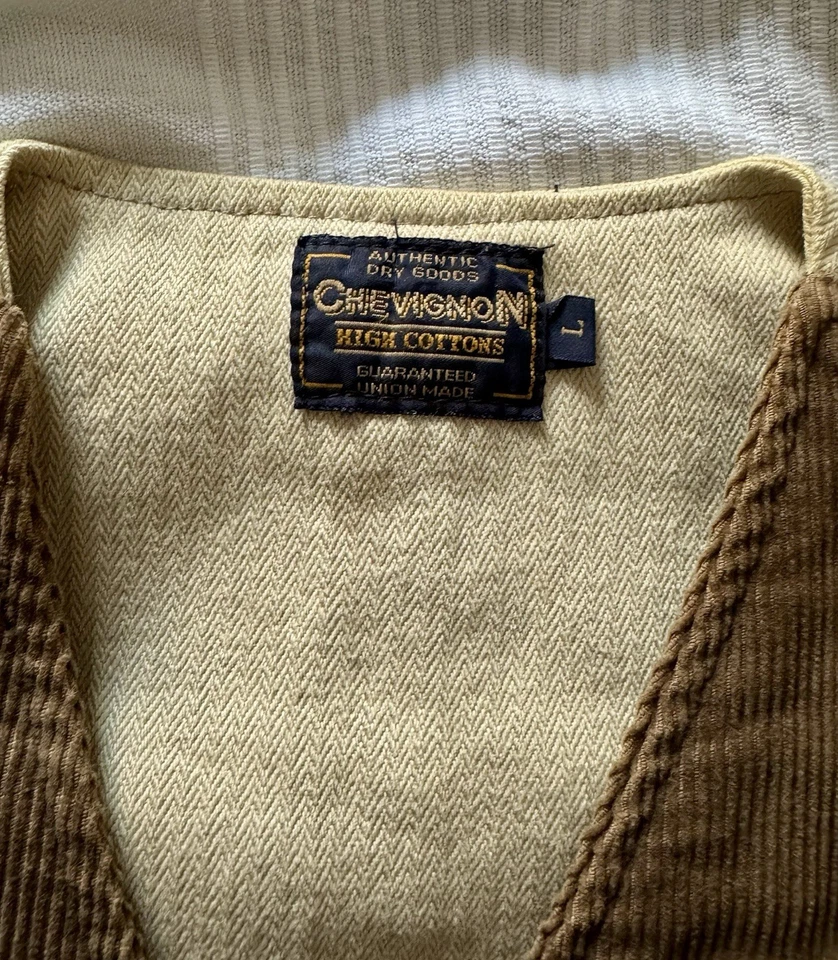 AUTHENTIC
DRY GOODS
CHEVIGNON
HIGH COTTONS
GUARANTEED
UNION MADE
L